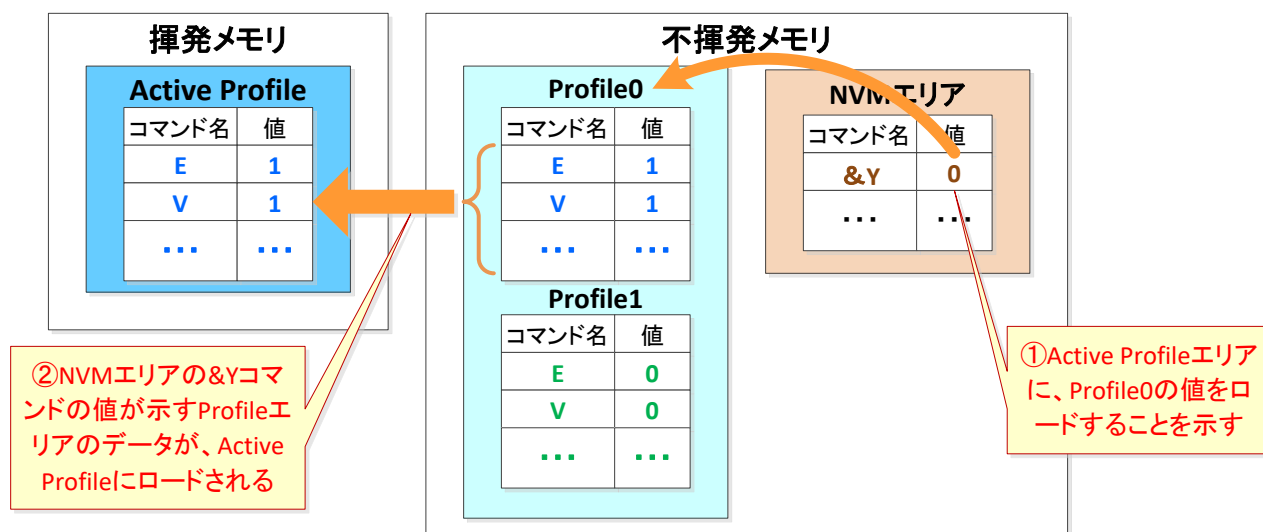 揮発メモリ
Active Profile
コマンド名 値
E 1
V 1
... ...
不揮発メモリ
Profile0
コマンド名 値
E 1
V 1
... ...
Profile1
コマンド名 値
E 0
V 0
... ...
NVMエリア
コマンド名 値
&Y 0
... ...
①Active Profileエリア
に、Profile0の値をロ
ードすることを示す
②NVMエリアの&Yコマ
ンドの値が示すProfileエ
リアのデータが、Active
Profileにロードされる